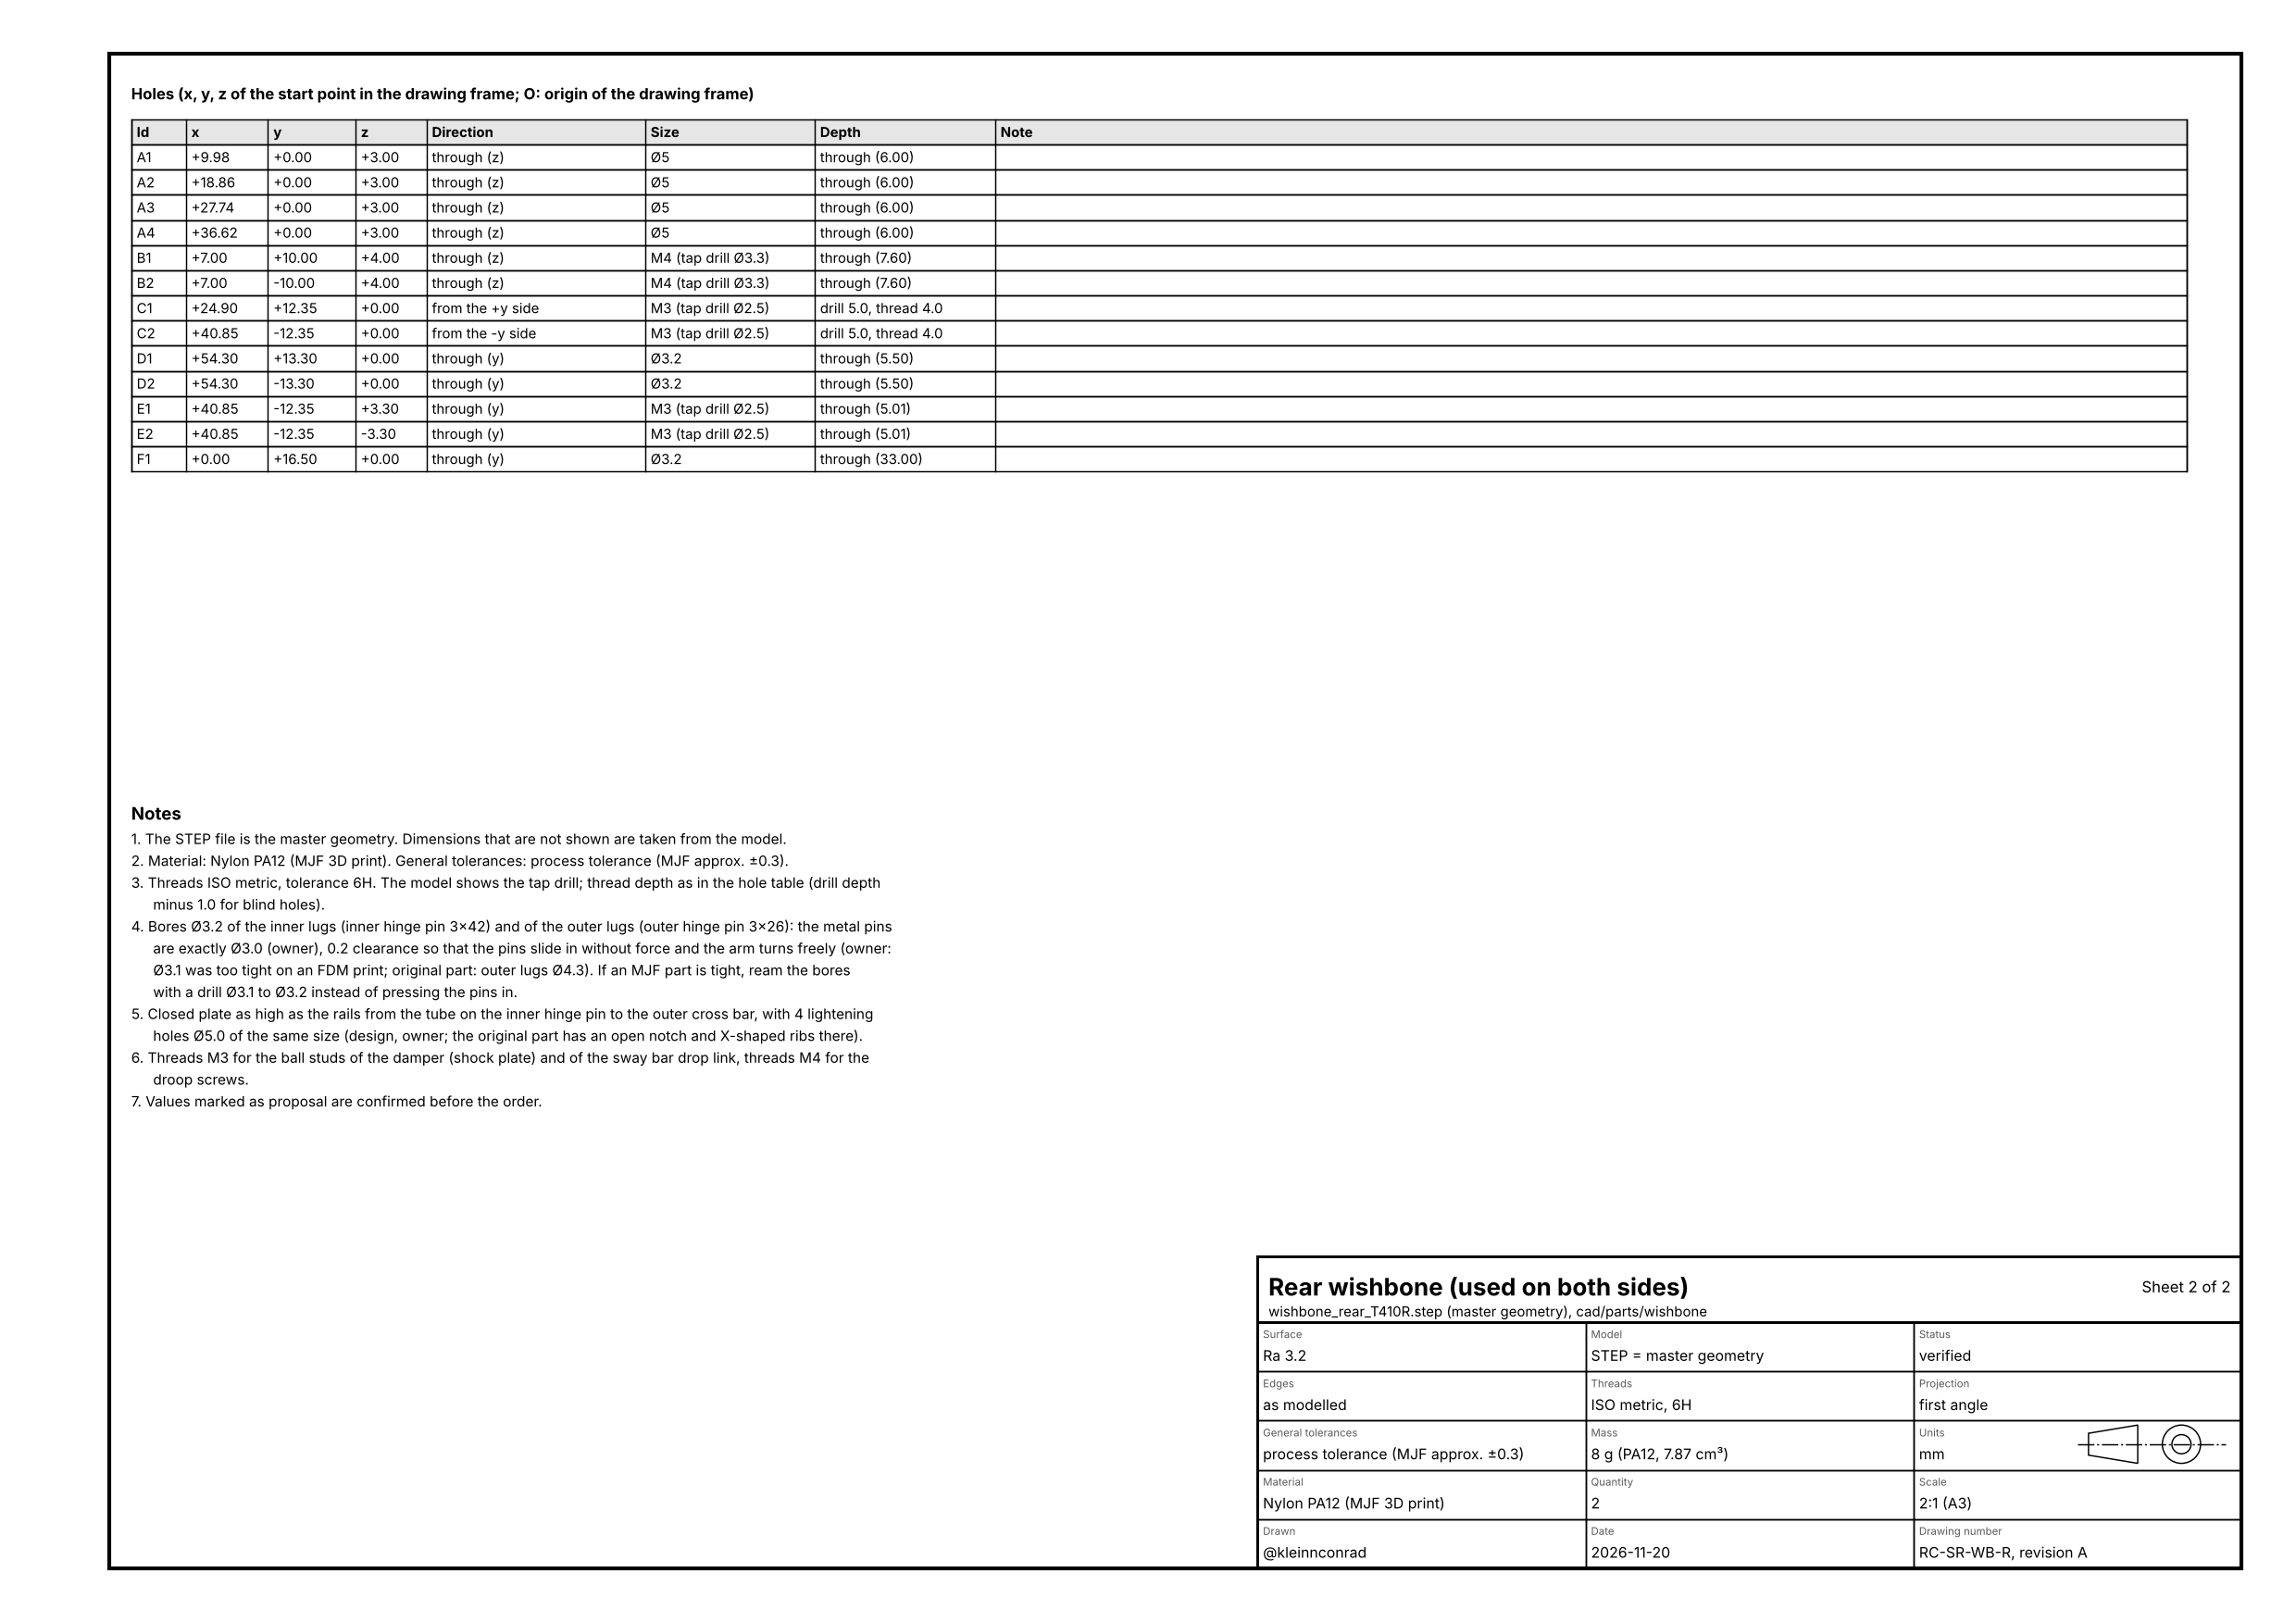 Holes (x, y, z of the start point in the drawing frame; O: origin of the drawing frame)
Id x y z Direction Size Depth Note
A1 +9.98 +0.00 +3.00 through (z) Ø5 through (6.00)
A2 +18.86 +0.00 +3.00 through (z) Ø5 through (6.00)
A3 +27.74 +0.00 +3.00 through (z) Ø5 through (6.00)
A4 +36.62 +0.00 +3.00 through (z) Ø5 through (6.00)
B1 +7.00 +10.00 +4.00 through (z) M4 (tap drill Ø3.3) through (7.60)
B2 +7.00 -10.00 +4.00 through (z) M4 (tap drill Ø3.3) through (7.60)
C1 +24.90 +12.35 +0.00 from the +y side M3 (tap drill Ø2.5) drill 5.0, thread 4.0
C2 +40.85 -12.35 +0.00 from the -y side M3 (tap drill Ø2.5) drill 5.0, thread 4.0
D1 +54.30 +13.30 +0.00 through (y) Ø3.2 through (5.50)
D2 +54.30 -13.30 +0.00 through (y) Ø3.2 through (5.50)
E1 +40.85 -12.35 +3.30 through (y) M3 (tap drill Ø2.5) through (5.01)
E2 +40.85 -12.35 -3.30 through (y) M3 (tap drill Ø2.5) through (5.01)
F1 +0.00 +16.50 +0.00 through (y) Ø3.2 through (33.00)
Notes
1. The STEP file is the master geometry. Dimensions that are not shown are taken from the model.
2. Material: Nylon PA12 (MJF 3D print). General tolerances: process tolerance (MJF approx. ±0.3).
3. Threads ISO metric, tolerance 6H. The model shows the tap drill; thread depth as in the hole table (drill depth
minus 1.0 for blind holes).
4. Bores Ø3.2 of the inner lugs (inner hinge pin 3×42) and of the outer lugs (outer hinge pin 3×26): the metal pins
are exactly Ø3.0 (owner), 0.2 clearance so that the pins slide in without force and the arm turns freely (owner:
Ø3.1 was too tight on an FDM print; original part: outer lugs Ø4.3). If an MJF part is tight, ream the bores
with a drill Ø3.1 to Ø3.2 instead of pressing the pins in.
5. Closed plate as high as the rails from the tube on the inner hinge pin to the outer cross bar, with 4 lightening
holes Ø5.0 of the same size (design, owner; the original part has an open notch and X-shaped ribs there).
6. Threads M3 for the ball studs of the damper (shock plate) and of the sway bar drop link, threads M4 for the
droop screws.
7. Values marked as proposal are confirmed before the order.
Rear wishbone (used on both sides) Sheet 2 of 2
wishbone_rear_T410R.step (master geometry), cad/parts/wishbone
Surface Model Status
Ra 3.2 STEP = master geometry verified
Edges Threads Projection
as modelled ISO metric, 6H first angle
General tolerances Mass Units
process tolerance (MJF approx. ±0.3) 8 g (PA12, 7.87 cm³) mm
Material Quantity Scale
Nylon PA12 (MJF 3D print) 2 2:1 (A3)
Drawn Date Drawing number
@kleinnconrad 2026-11-20 RC-SR-WB-R, revision A